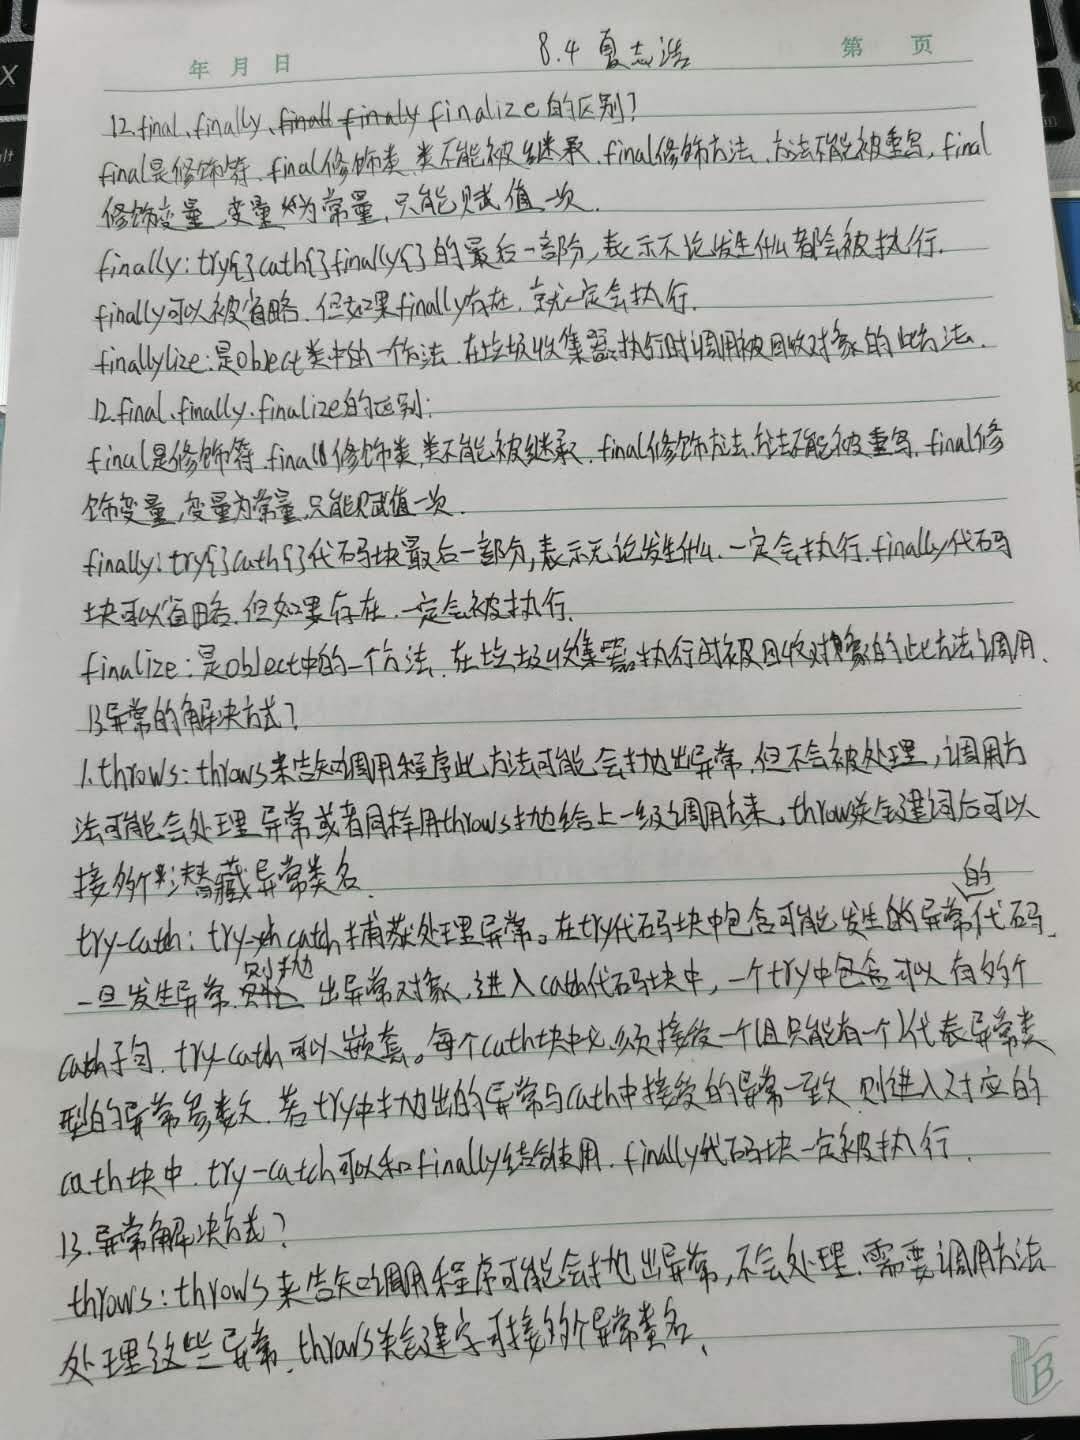 8.4 夏志浩
年 月 日 第 页
12.final、finally、finall finaly finalize的区别？
final是修饰符,final修饰类,类不能被继承,final修饰方法,方法不能被重写,final
修饰变量,变量为常量,只能赋值一次.
finally:try{}cath{}finally{}的最后一部分,表示不论发生什么都会被执行.
finally可以被省略,但如果finally存在,就一定会执行.
finallylize:是object类中的一个方法,在垃圾收集器执行时调用被回收对象的此方法.
12.final、finally、finalize的区别:
final是修饰符,final修饰类,类不能被继承,final修饰方法,方法不能被重写,final修
饰变量,变量为常量,只能赋值一次.
finally:try{}cath{}代码块最后一部分,表示无论发生什么,一定会执行,finally代码
块可以省略,但如果存在,一定会被执行.
finalize:是object中的一个方法,在垃圾收集器执行时被回收对象的此方法调用.
13.异常的解决方式？
1.throws:throws来告知调用程序此方法可能会抛出异常,但不会被处理,调用方
法可能会处理异常或者同样用throws抛给上一级调用方来。throws关建词后可以
接多个潜藏异常类名.
try-cath:try-cath捕获处理异常。在try代码块中包含可能发生的异常的代码.
一旦发生异常,则抛出异常对象,进入cath代码块中,一个try中可以有多个
cath子句,try-cath可以嵌套。每个cath块中必须接受一个(且只能有一个)代表异常类
型的异常参数,若try中抛出的异常与cath中接受的异常一致,则进入对应的
cath块中,try-catch可以和finally结合使用,finally代码块一定被执行.
13.异常解决方式？
throws:throws来告知调用程序可能会抛出异常,不会处理,需要调用方法
处理这些异常,throws关建字可接多个异常类名.
B